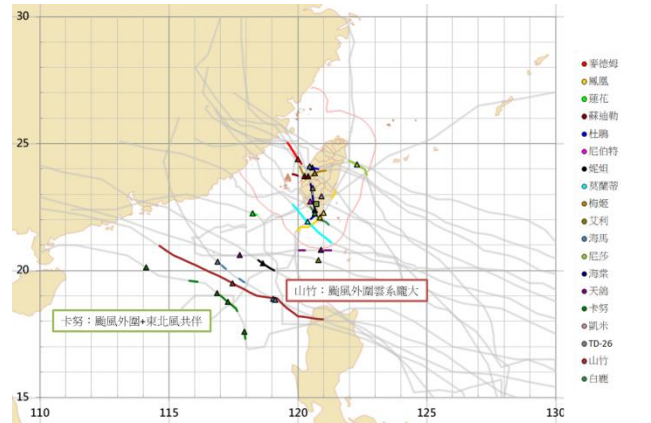 30
25
20
15
110
115
120
125
130
山竹：颱風外圍雲系龐大
卡努：颱風外圍+東北風共伴
麥德姆
鳳凰
蓮花
蘇迪勒
杜鵑
尼伯特
妮妲
莫蘭蒂
梅姬
艾利
海馬
尼莎
海棠
天鴿
卡努
凱米
TD-26
山竹
白鹿